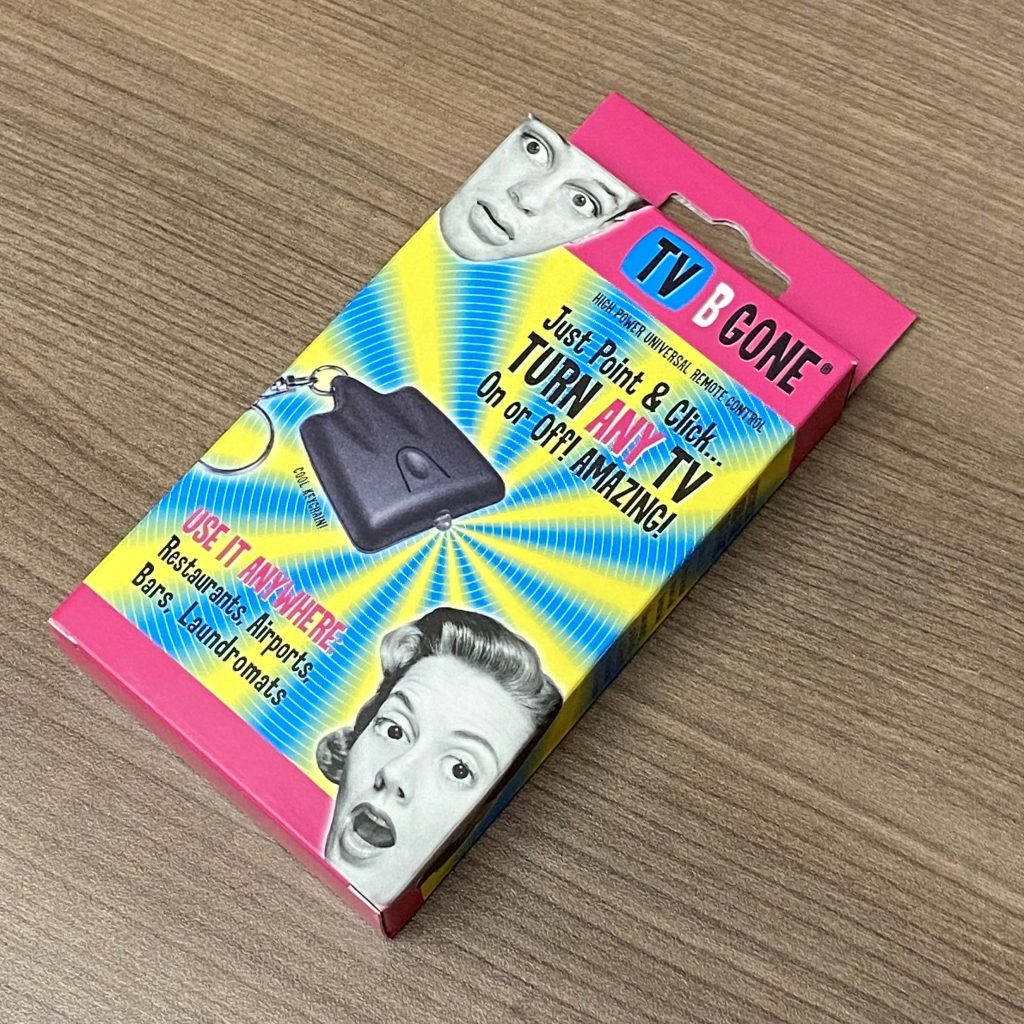 TV B GONE®
HIGH-POWER UNIVERSAL REMOTE CONTROL
Just Point & Click...
TURN ANY TV
On or Off! AMAZING!
COOL KEYCHAIN!
USE IT ANYWHERE:
Restaurants, Airports,
Bars, Laundromats